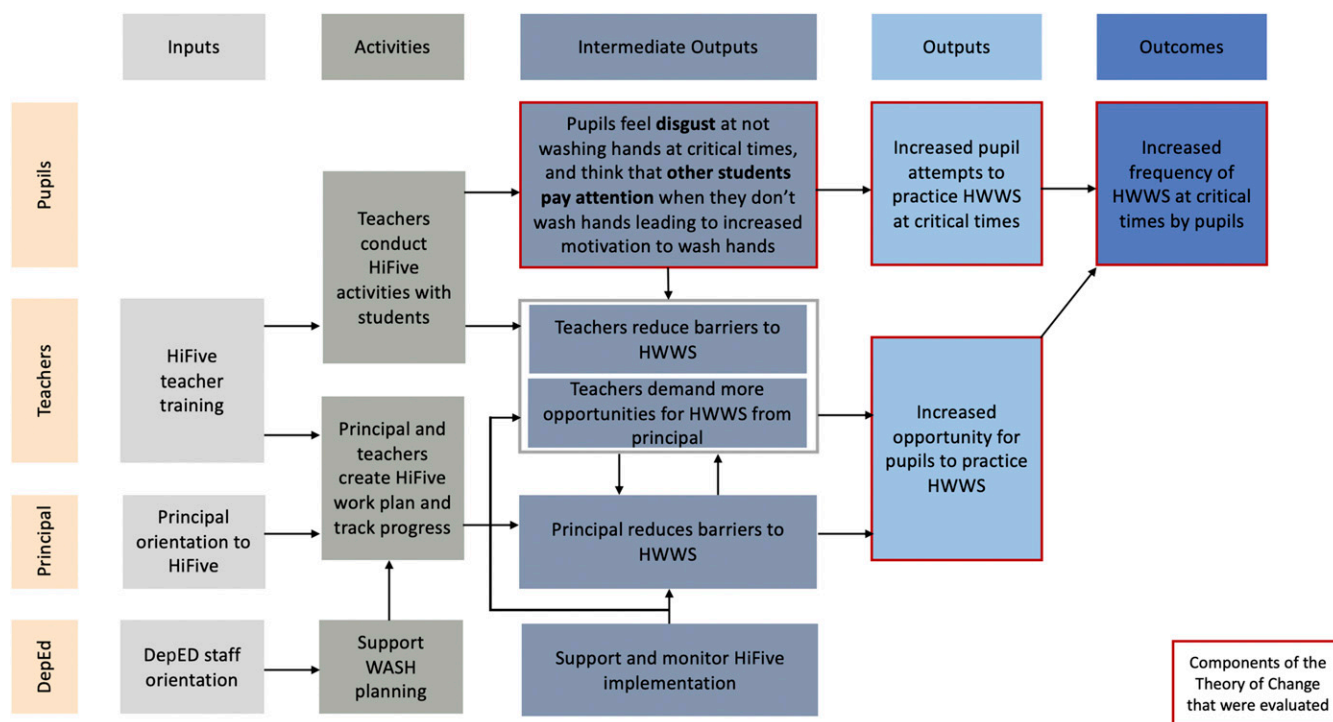 Inputs
Activities
Intermediate Outputs
Outputs
Outcomes
Pupils
Pupils feel disgust at not
washing hands at critical times,
and think that other students
pay attention when they don't
wash hands leading to increased
motivation to wash hands
Increased pupil
attempts to
practice HWWS
at critical times
Increased
frequency of
HWWS at critical
times by pupils
Teachers
conduct
HiFive
activities with
students
Teachers
HiFive
teacher
training
Teachers reduce barriers to
HWWS
Teachers demand more
opportunities for HWWS from
principal
Increased
opportunity for
pupils to practice
HWWS
Principal and
teachers
create HiFive
work plan and
track progress
Principal
Principal
orientation to
HiFive
Principal reduces barriers to
HWWS
DepEd
DepED staff
orientation
Support
WASH
planning
Support and monitor HiFive
implementation
Components of the
Theory of Change
that were evaluated